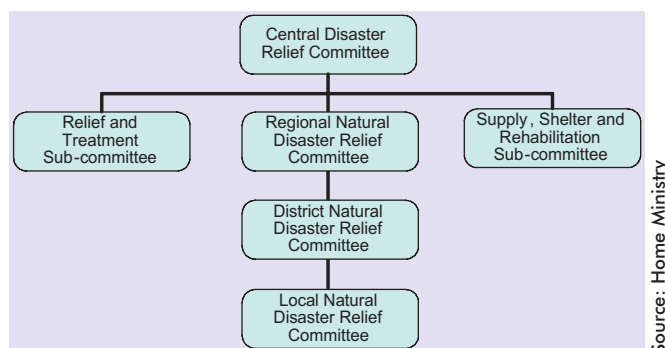 Central Disaster
Relief Committee
Relief and
Treatment
Sub-committee
Regional Natural
Disaster Relief
Committee
Supply, Shelter and
Rehabilitation
Sub-committee
District Natural
Disaster Relief
Committee
Local Natural
Disaster Relief
Committee
Source: Home Ministry